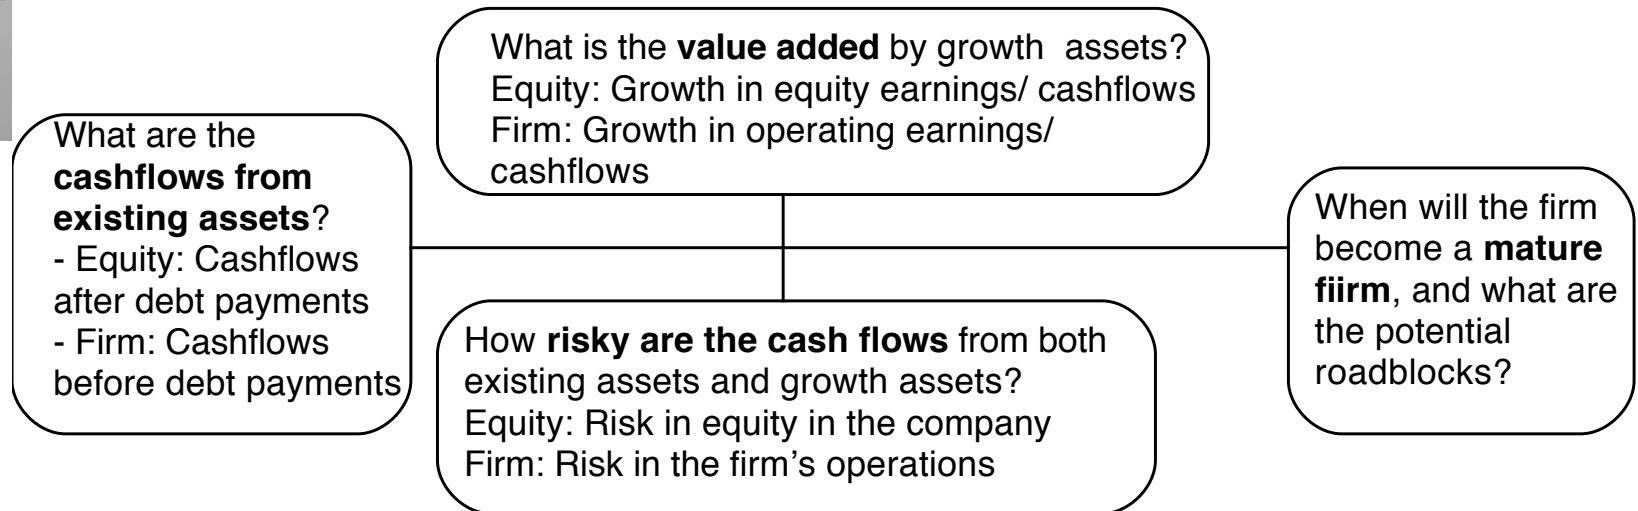 What is the value added by growth assets?
Equity: Growth in equity earnings/ cashflows
Firm: Growth in operating earnings/
cashflows
What are the
cashflows from
existing assets?
- Equity: Cashflows
after debt payments
- Firm: Cashflows
before debt payments
How risky are the cash flows from both
existing assets and growth assets?
Equity: Risk in equity in the company
Firm: Risk in the firm’s operations
When will the firm
become a mature
fiirm, and what are
the potential
roadblocks?